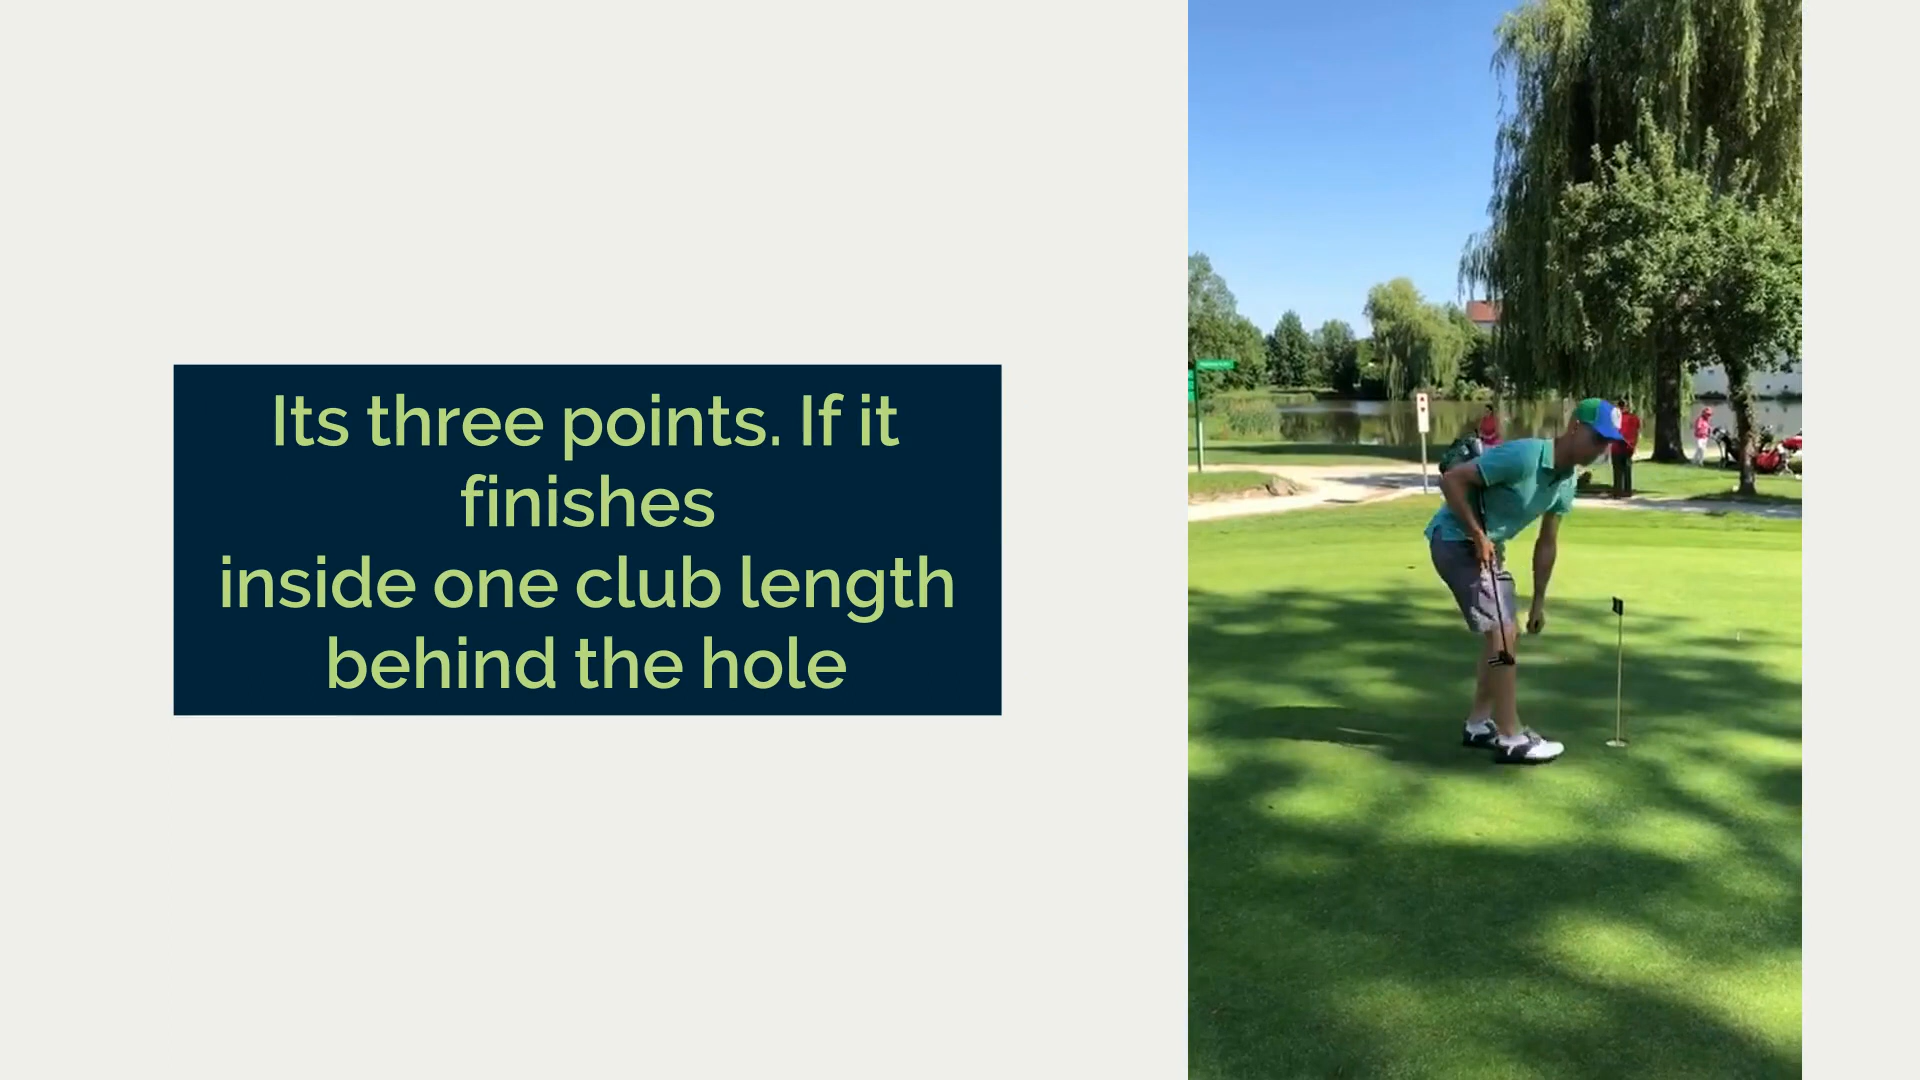 Its three points. If it
finishes
inside one club length
behind the hole